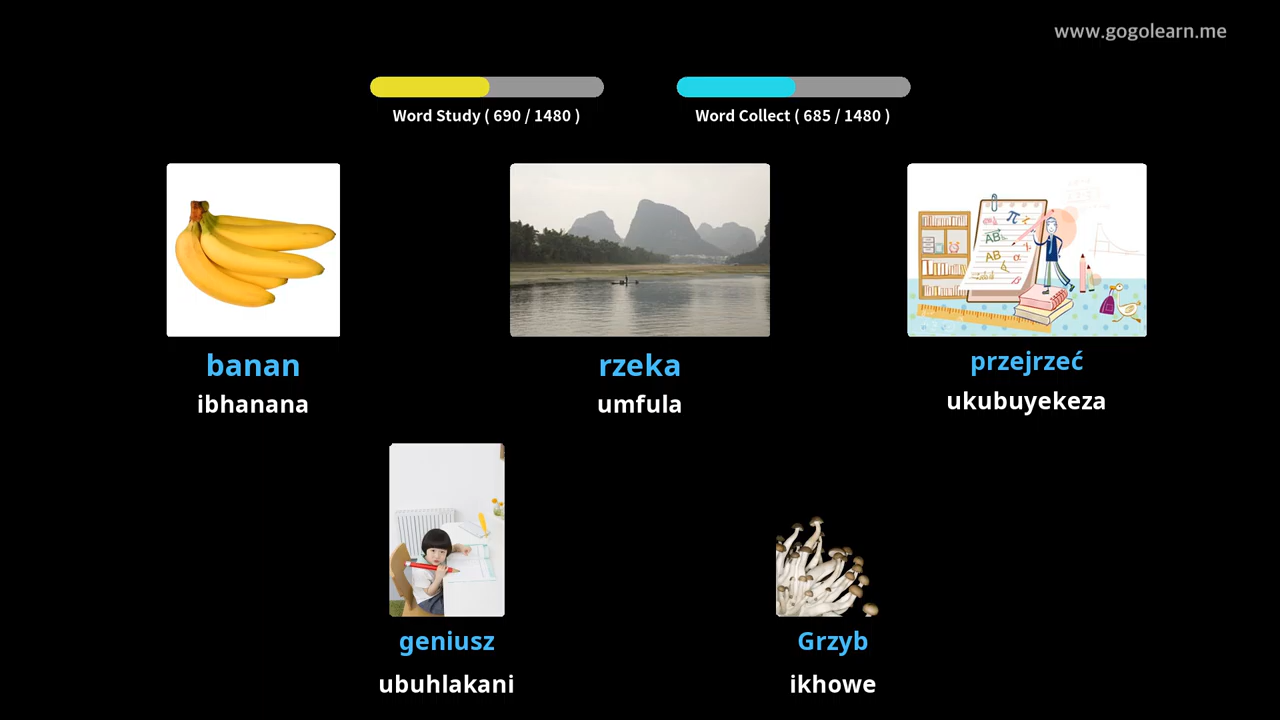 www.gogolearn.me
Word Study ( 690 / 1480 )
Word Collect ( 685 / 1480 )
banan
ibhanana
rzeka
umfula
przejrzeć
ukubuyekeza
geniusz
ubuhlakani
Grzyb
ikhowe